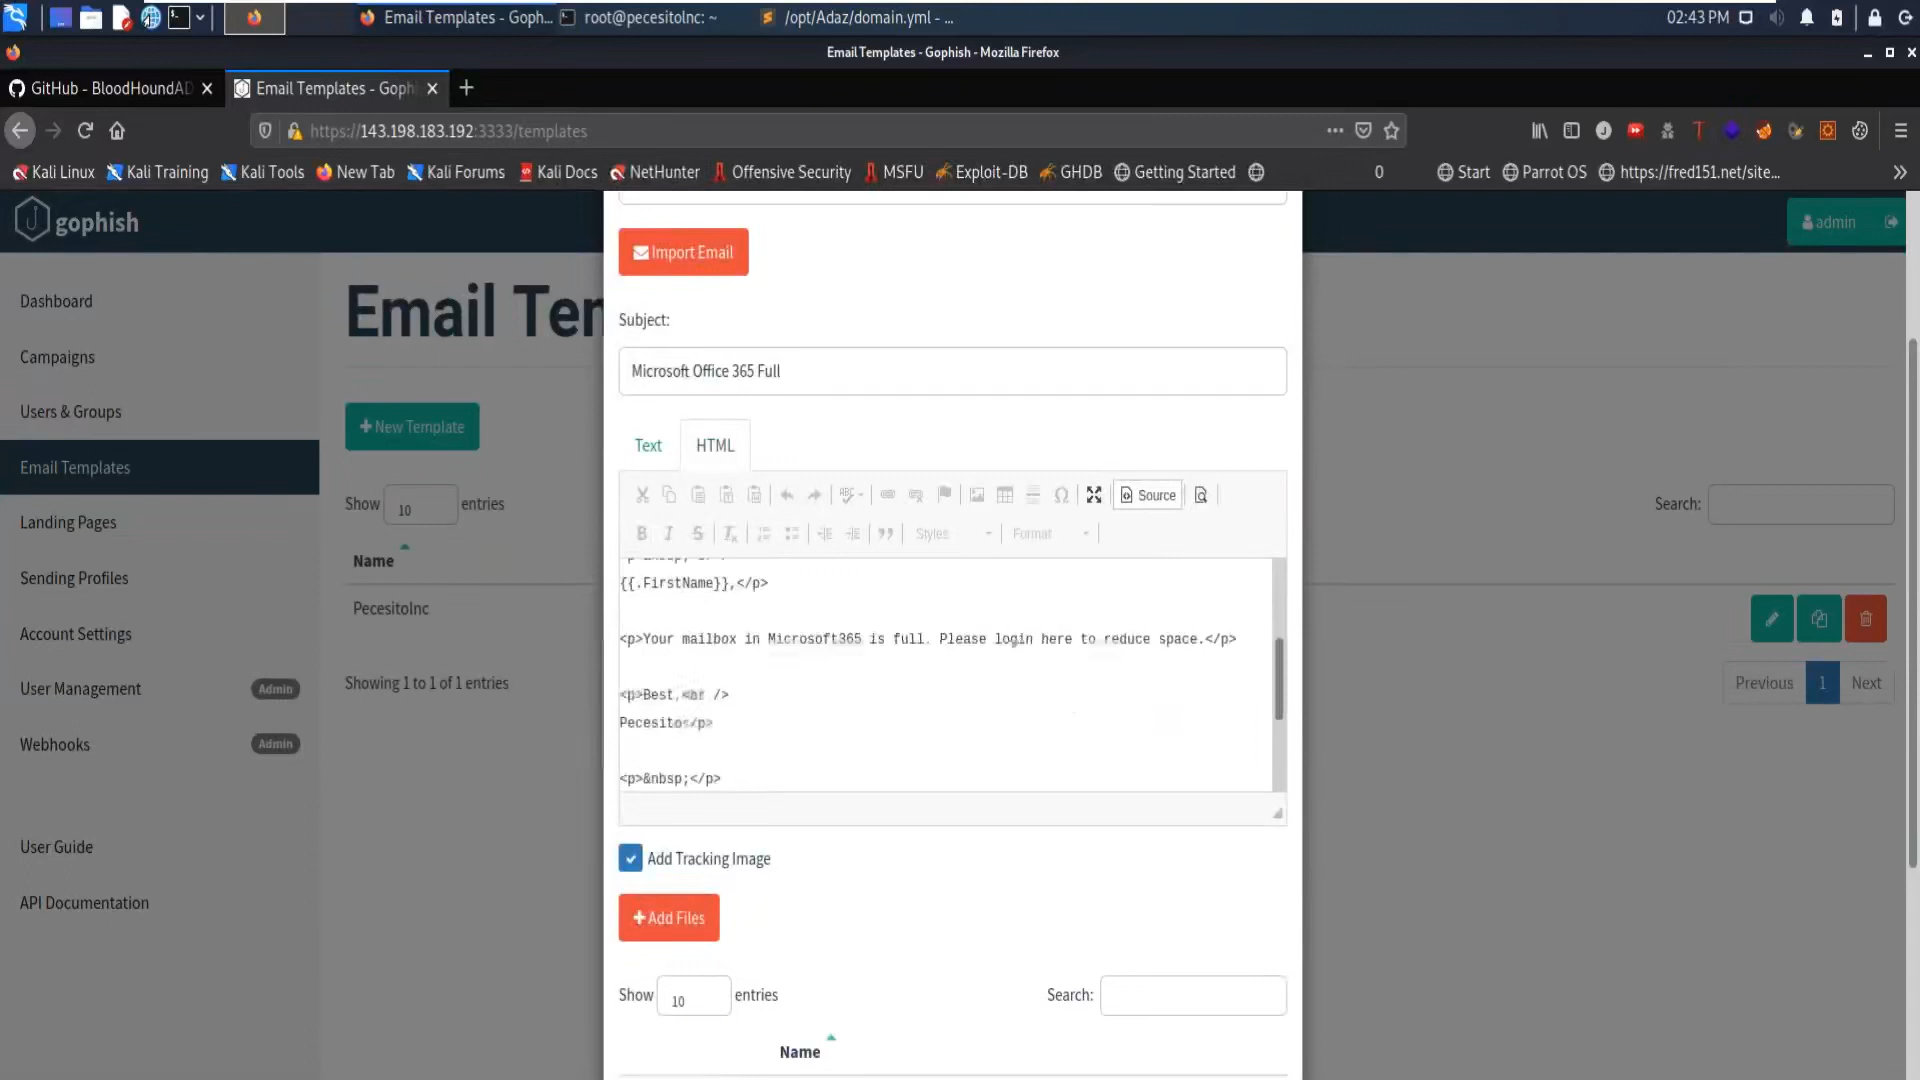 Email Templates - Goph... root@pecesitoInc: ~ /opt/Adaz/domain.yml - ... 02:43 PM
Email Templates - Gophish - Mozilla Firefox
GitHub - BloodHoundAD Email Templates - Goph
https://143.198.183.192:3333/templates
Kali Linux Kali Training Kali Tools New Tab Kali Forums Kali Docs NetHunter Offensive Security MSFU Exploit-DB GHDB Getting Started 0 Start Parrot OS https://fred151.net/site...
gophish
admin
Dashboard
Campaigns
Users & Groups
Email Templates
Landing Pages
Sending Profiles
Account Settings
User Management Admin
Webhooks Admin
User Guide
API Documentation
Email Ter
New Template
Show 10 entries
Search:
Name
PecesitoInc
Showing 1 to 1 of 1 entries
Previous 1 Next
Import Email
Subject:
Microsoft Office 365 Full
Text HTML
Source
Styles Format
{{.FirstName}},</p>
<p>Your mailbox in Microsoft365 is full. Please login here to reduce space.</p>
<p>Best,<br />
Pecesito</p>
<p>&nbsp;</p>
Add Tracking Image
Add Files
Show 10 entries
Search:
Name